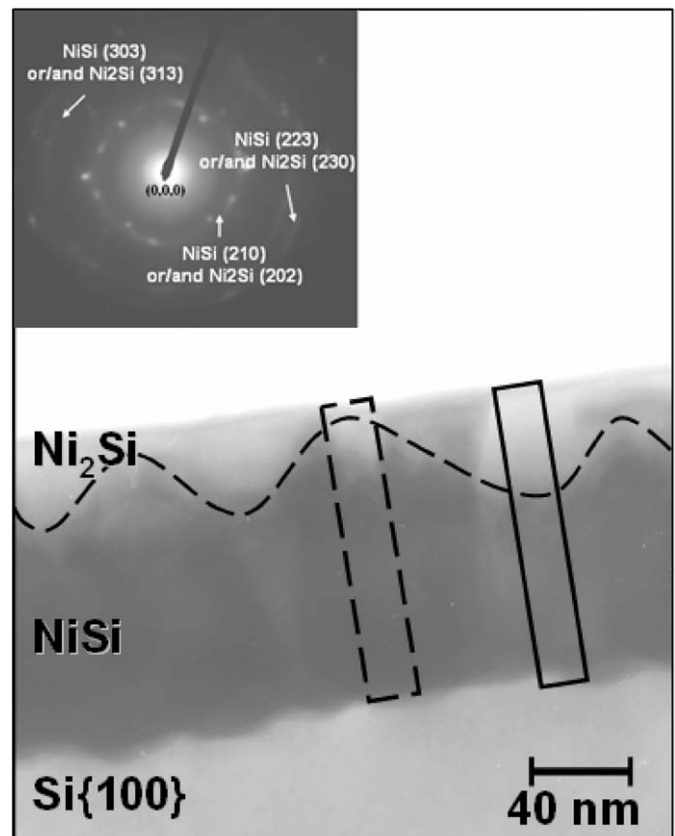 NiSi (303)
or/and Ni2Si (313)
NiSi (223)
or/and Ni2Si (230)
(0,0,0)
NiSi (210)
or/and Ni2Si (202)
Ni₂Si
NiSi
Si{100}
40 nm